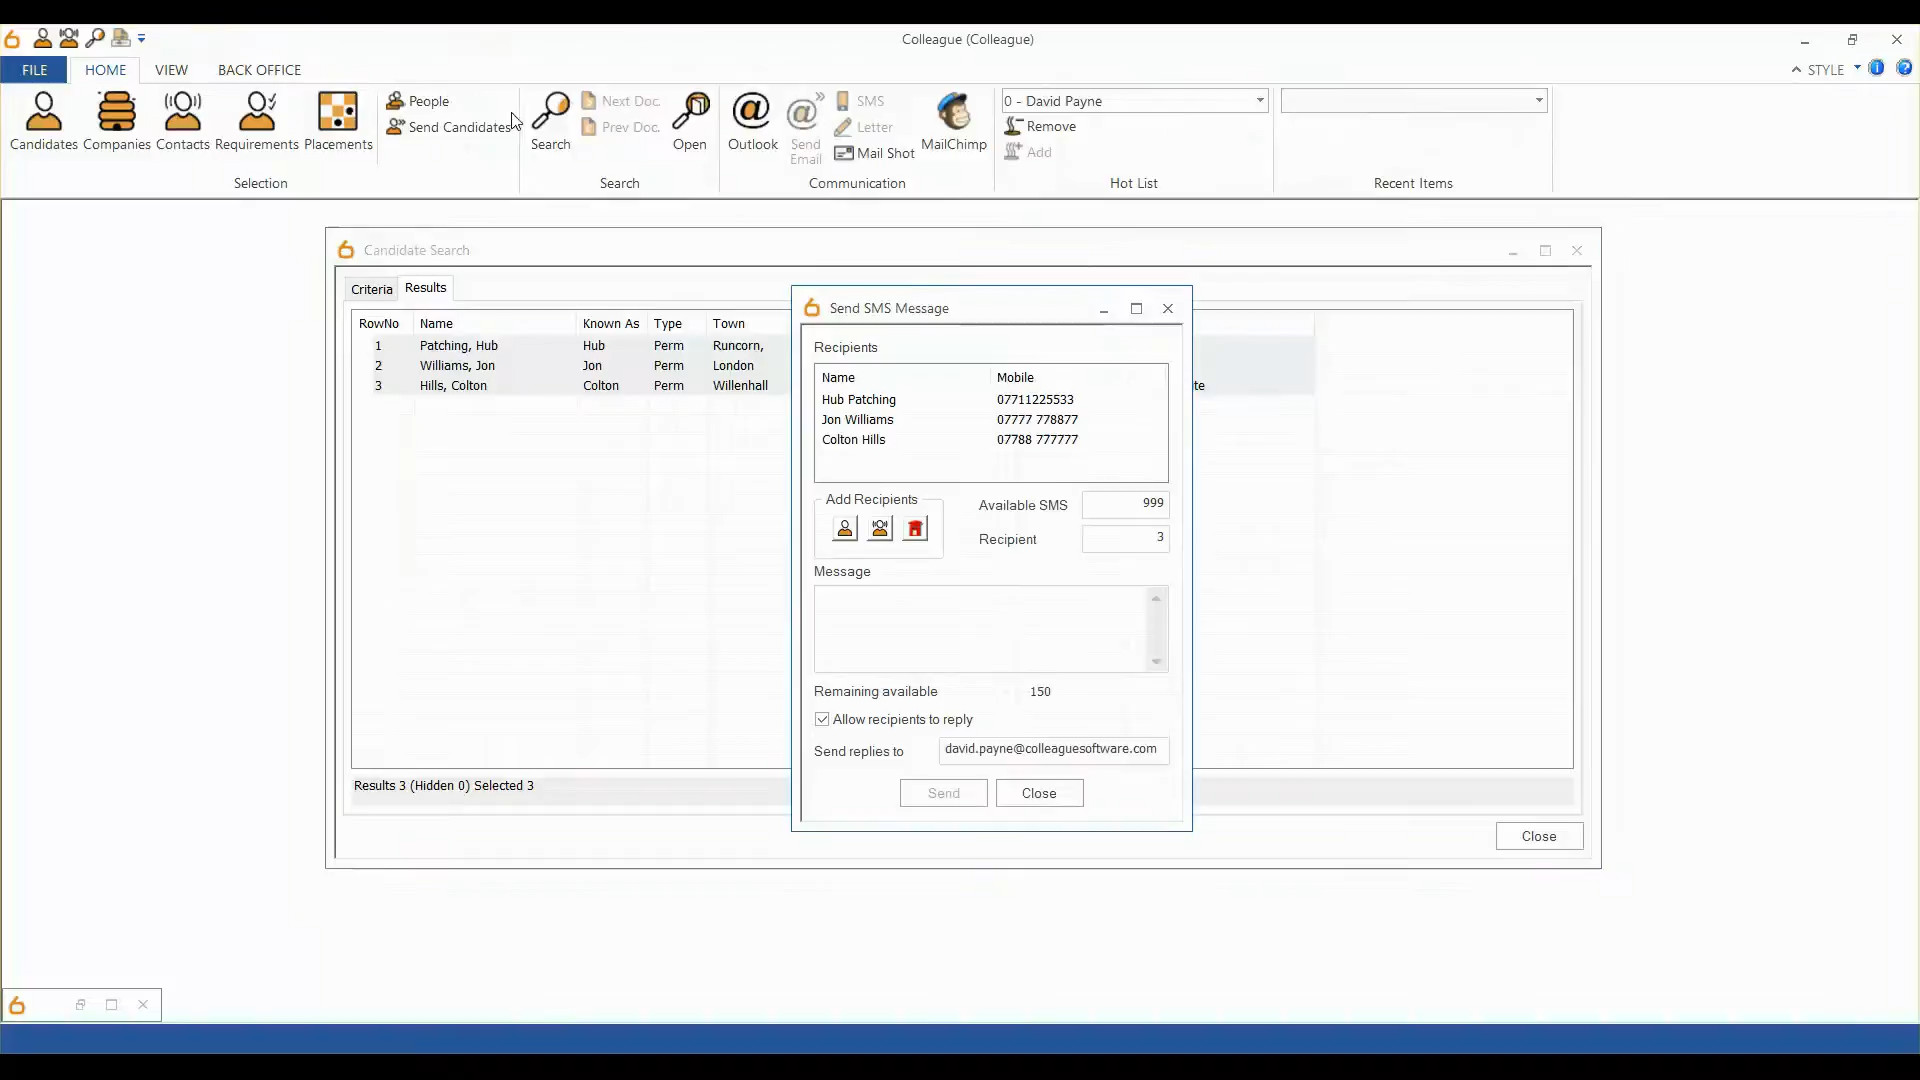 Colleague (Colleague)
FILE HOME VIEW BACK OFFICE STYLE
Candidates Companies Contacts Requirements Placements
People
Send Candidates
Selection
Search
Next Doc.
Prev Doc.
Open
Search
Outlook
Send
Email
SMS
Letter
Mail Shot
MailChimp
Communication
0 - David Payne
Remove
Add
Hot List
Recent Items
Candidate Search
Criteria Results
RowNo Name Known As Type Town
1 Patching, Hub Hub Perm Runcorn,
2 Williams, Jon Jon Perm London
3 Hills, Colton Colton Perm Willenhall te
Results 3 (Hidden 0) Selected 3
Close
Send SMS Message
Recipients
Name Mobile
Hub Patching 07711225533
Jon Williams 07777 778877
Colton Hills 07788 777777
Add Recipients
Available SMS 999
Recipient 3
Message
Remaining available 150
Allow recipients to reply
Send replies to david.payne@colleaguesoftware.com
Send Close